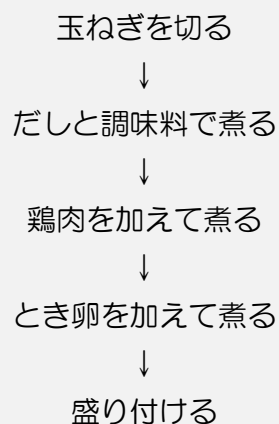 玉ねぎを切る
↓
だしと調味料で煮る
↓
鶏肉を加えて煮る
↓
とき卵を加えて煮る
↓
盛り付ける